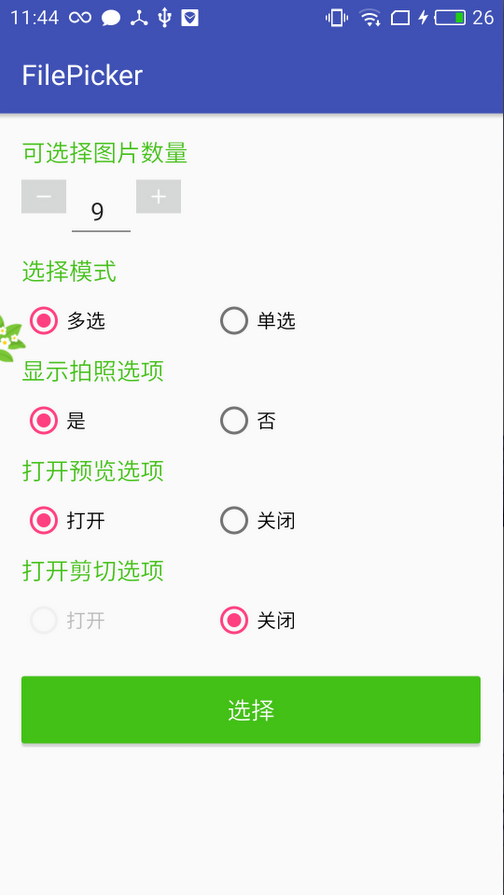 11:44 26
FilePicker
可选择图片数量
− 9 +
选择模式
多选 单选
显示拍照选项
是 否
打开预览选项
打开 关闭
打开剪切选项
打开 关闭
选择